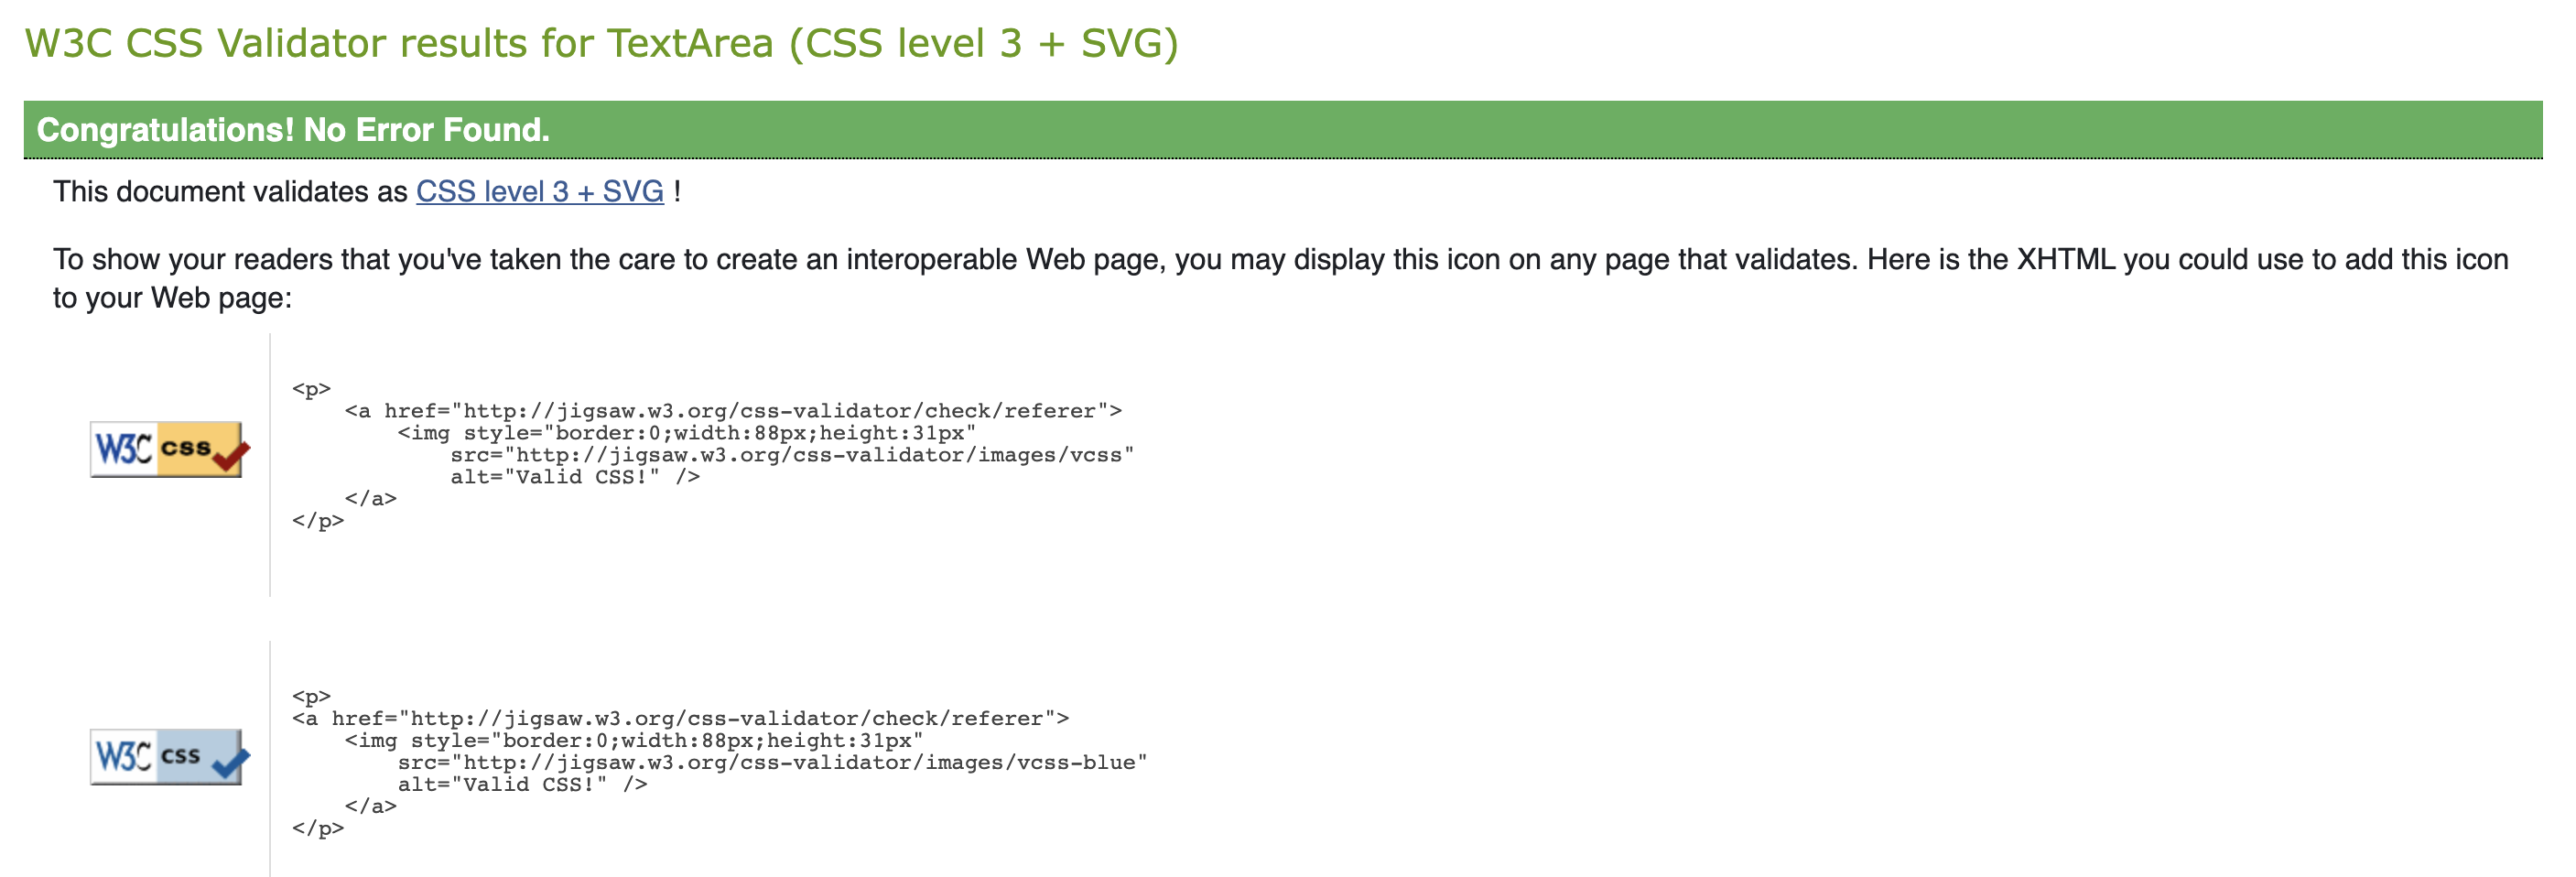 W3C CSS Validator results for TextArea (CSS level 3 + SVG)
Congratulations! No Error Found.
This document validates as CSS level 3 + SVG !
To show your readers that you've taken the care to create an interoperable Web page, you may display this icon on any page that validates. Here is the XHTML you could use to add this icon
to your Web page:
W3C css
<p>
    <a href="http://jigsaw.w3.org/css-validator/check/referer">
        <img style="border:0;width:88px;height:31px"
            src="http://jigsaw.w3.org/css-validator/images/vcss"
            alt="Valid CSS!" />
    </a>
</p>
W3C css
<p>
<a href="http://jigsaw.w3.org/css-validator/check/referer">
    <img style="border:0;width:88px;height:31px"
        src="http://jigsaw.w3.org/css-validator/images/vcss-blue"
        alt="Valid CSS!" />
    </a>
</p>